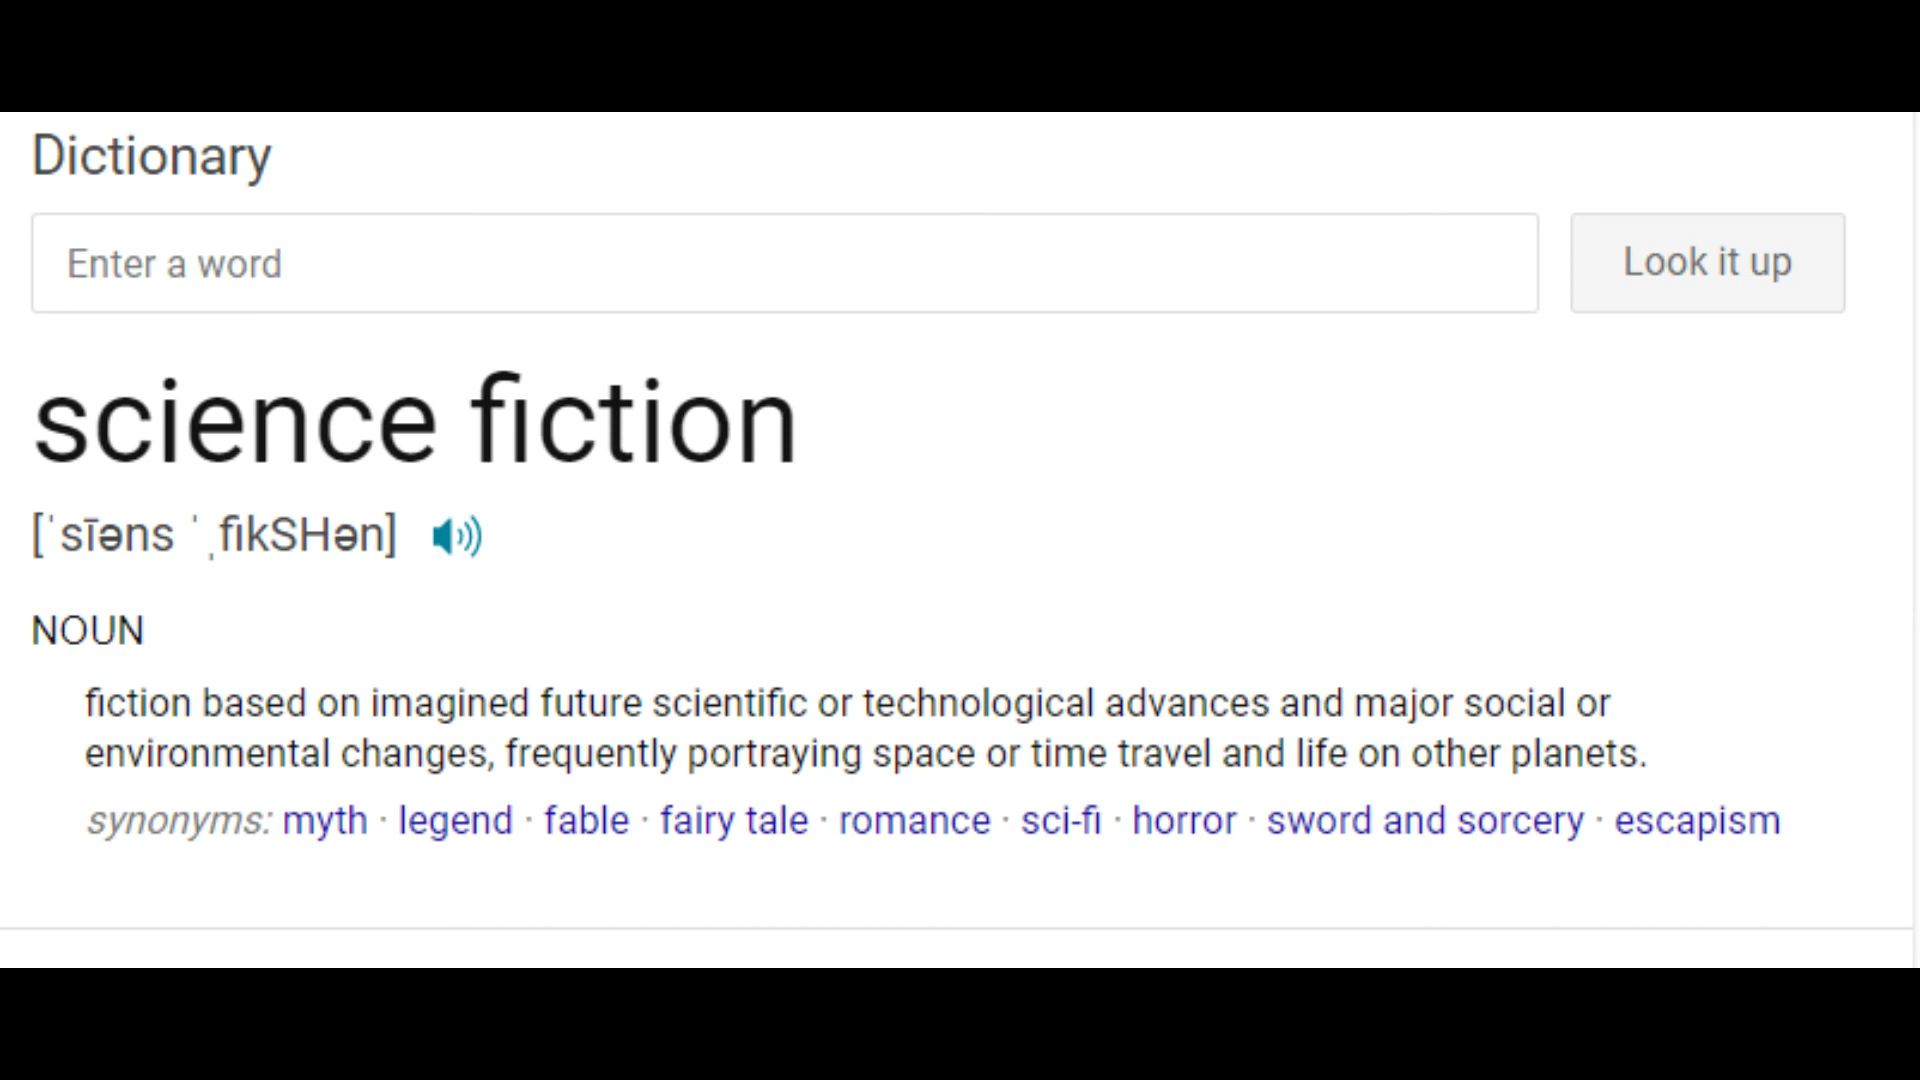 Dictionary
Enter a word
Look it up
science fiction
[ˈsīəns ˈˌfikSHən]
NOUN
fiction based on imagined future scientific or technological advances and major social or
environmental changes, frequently portraying space or time travel and life on other planets.
synonyms: myth · legend · fable · fairy tale · romance · sci-fi · horror · sword and sorcery · escapism